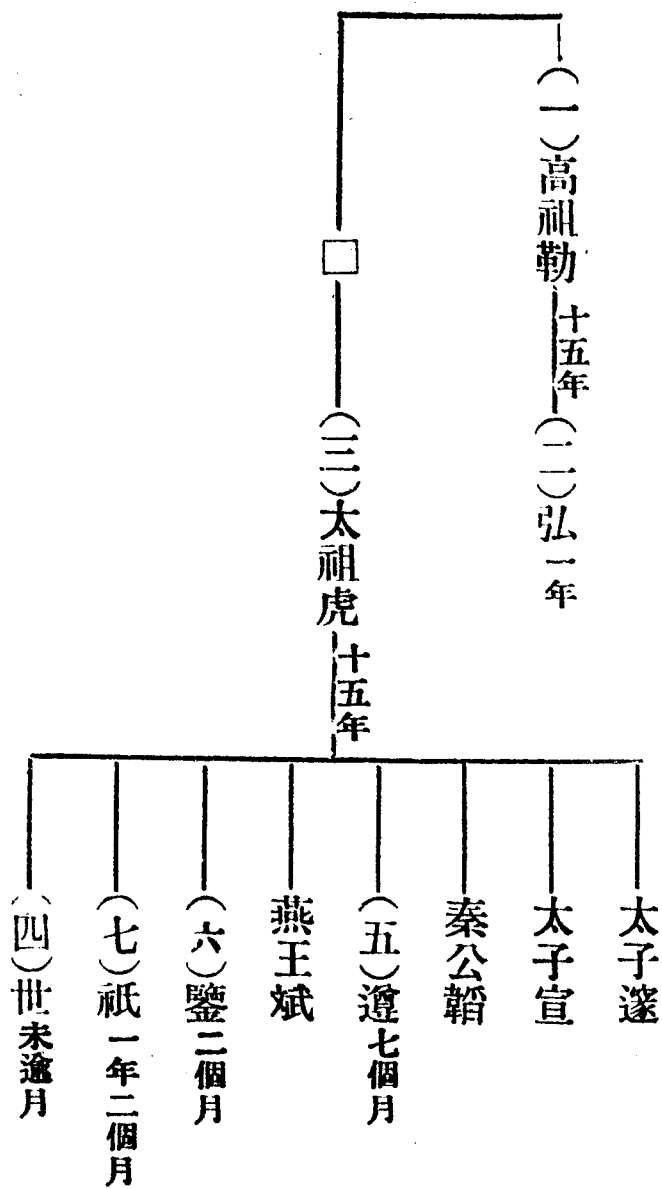 （一）高祖勒 十五年
（二）弘 一年
□
（三）太祖虎 十五年
太子邃
太子宣
秦公韜
（五）遵 七個月
燕王斌
（六）鑒 二個月
（七）祇 一年二個月
（四）世 未逾月